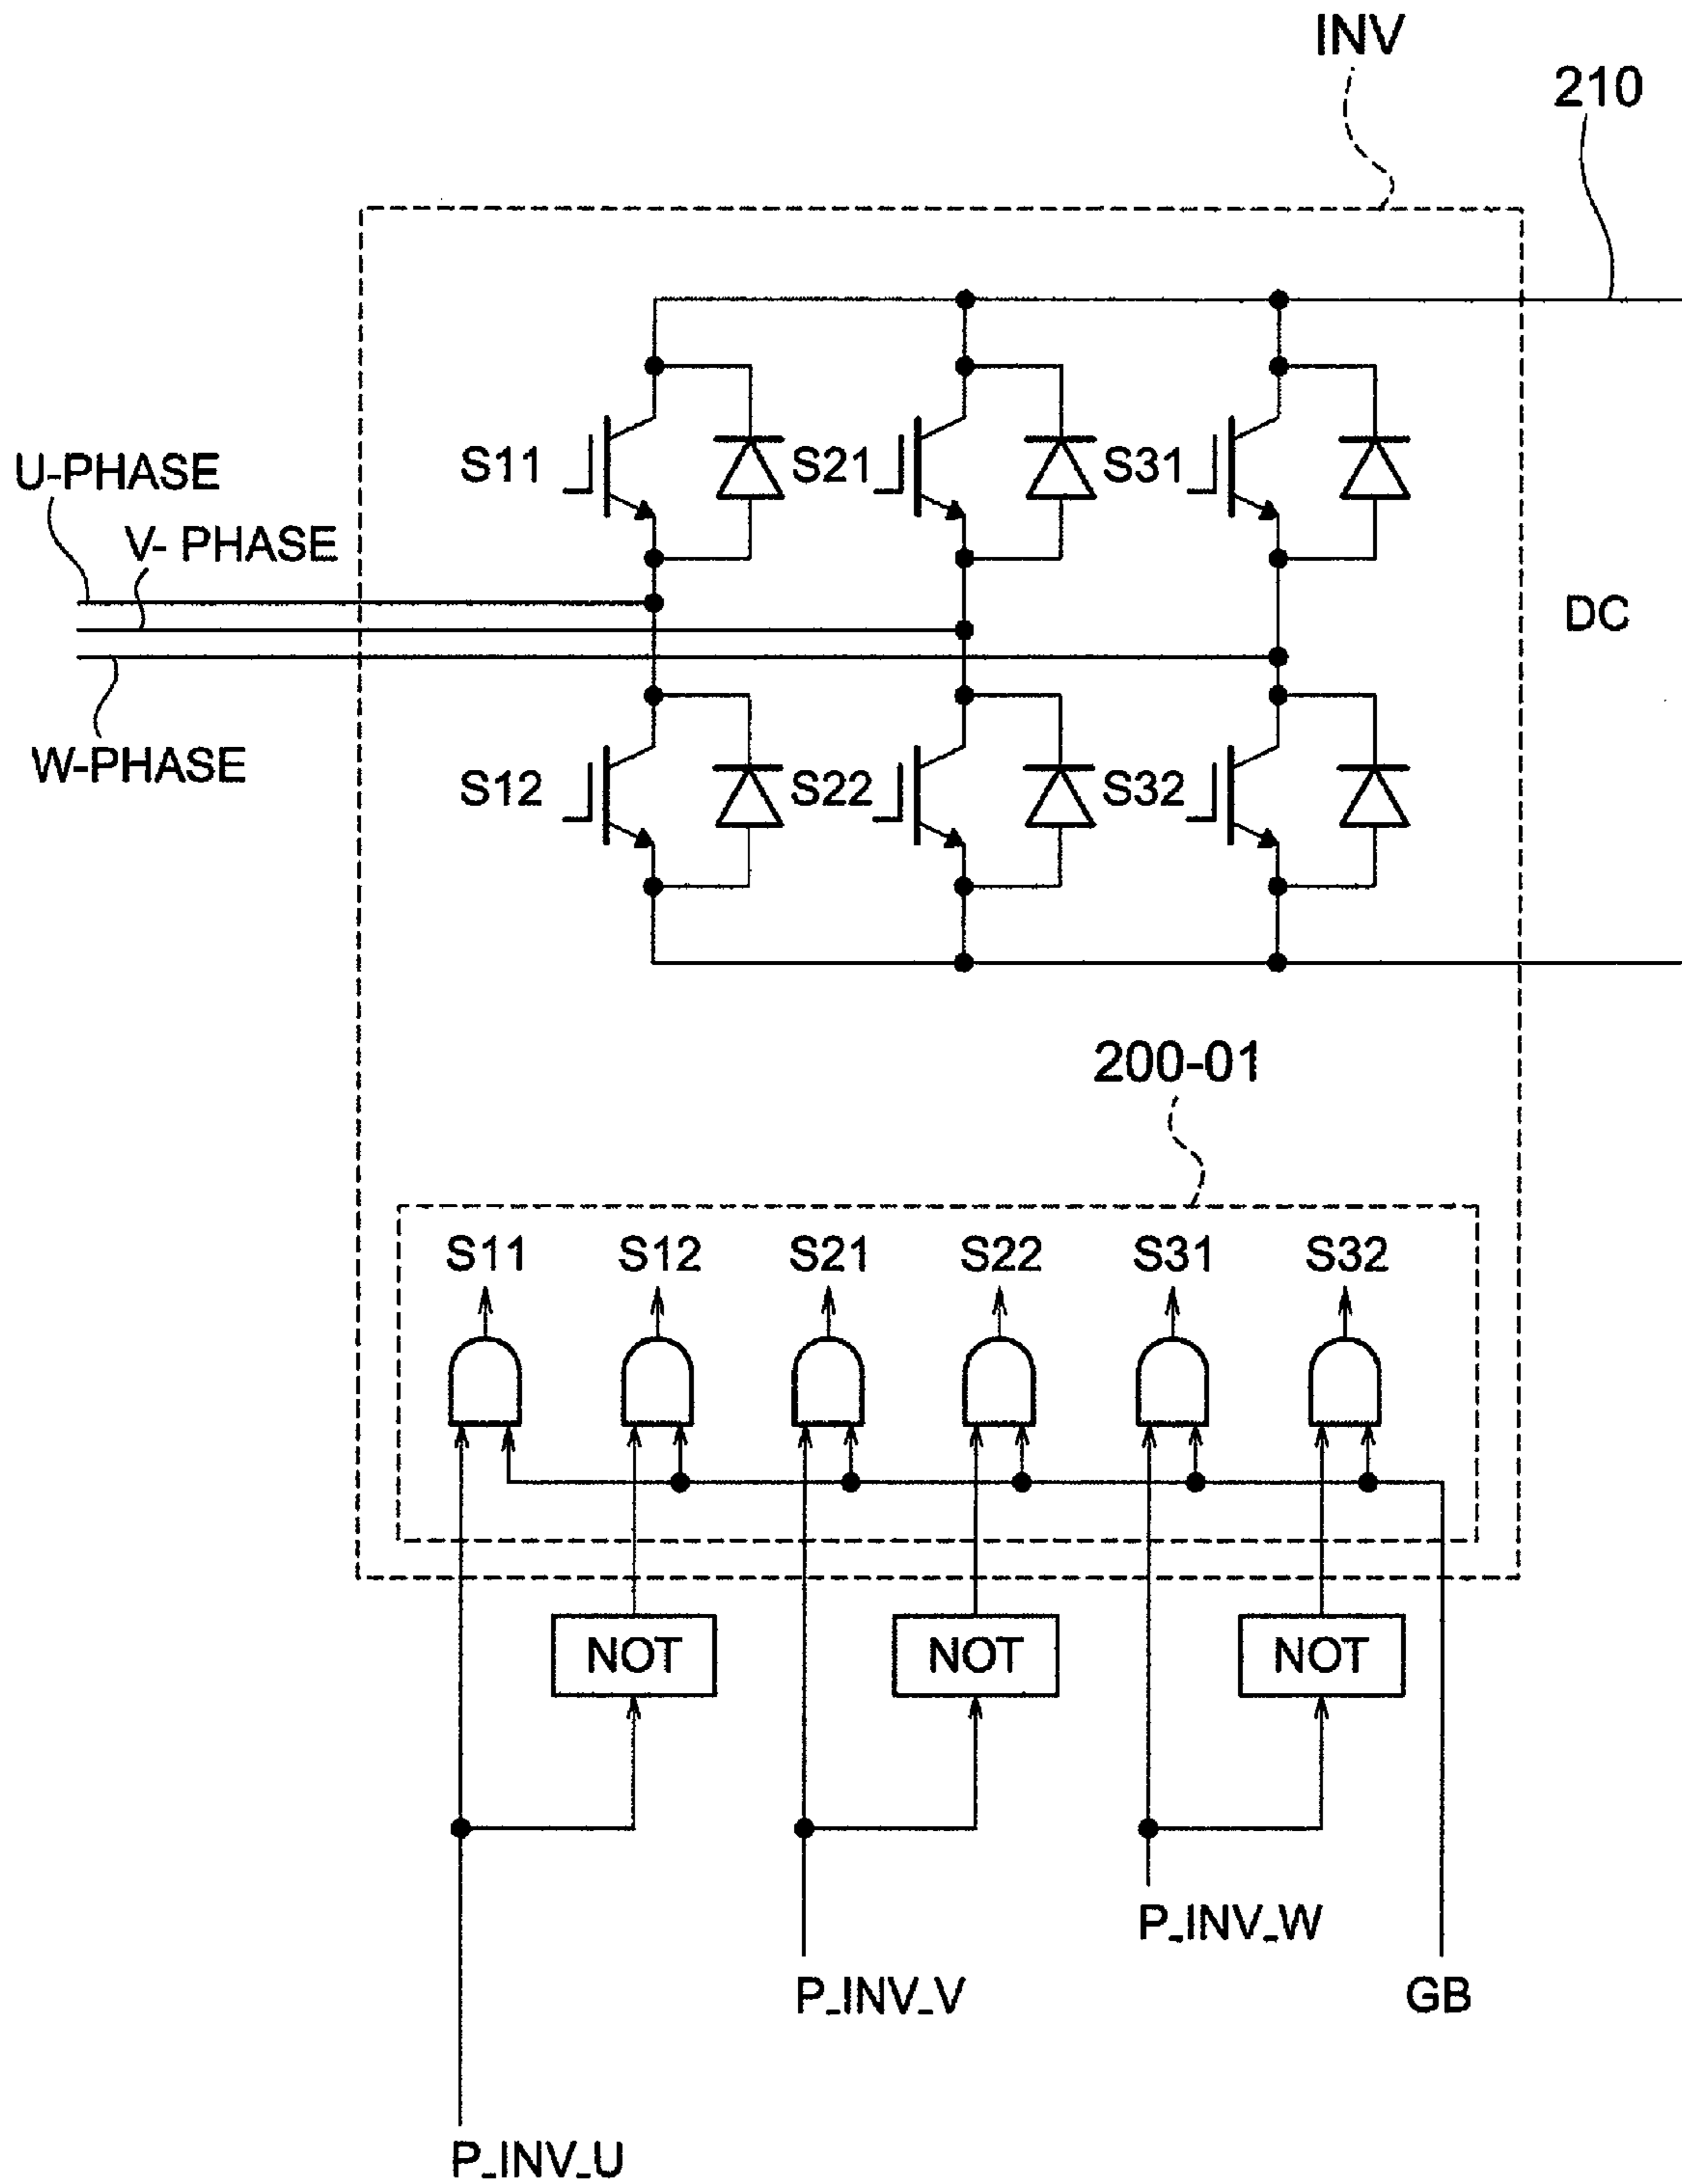 INV
210
S11
S21
S31
U-PHASE
V- PHASE
DC
W-PHASE
S12
S22
S32
200-01
S11
S12
S21
S22
S31
S32
NOT
NOT
NOT
P_INV_W
P_INV_V
GB
P_INV_U